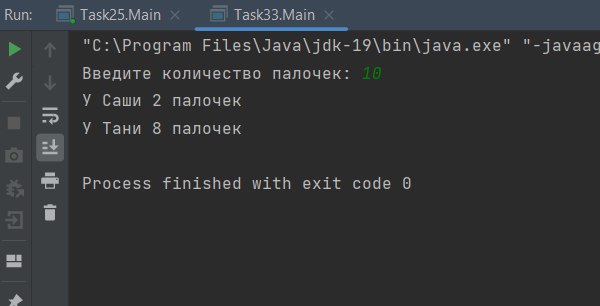 Run: Task25.Main × Task33.Main ×
"C:\Program Files\Java\jdk-19\bin\java.exe" "-javaag
Введите количество палочек: 10
У Саши 2 палочек
У Тани 8 палочек
Process finished with exit code 0